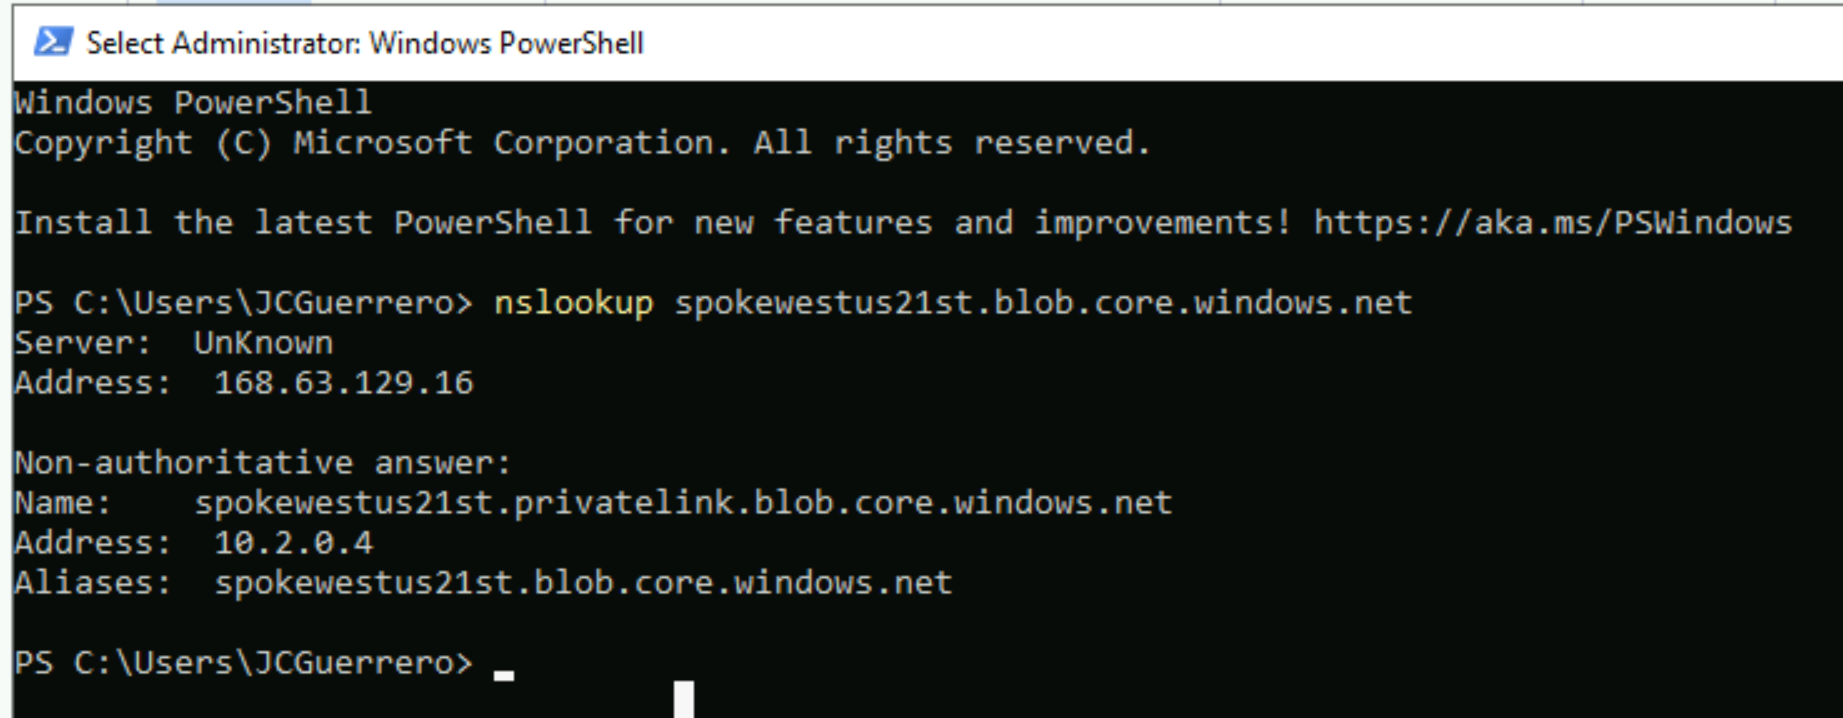 Select Administrator: Windows PowerShell
Windows PowerShell
Copyright (C) Microsoft Corporation. All rights reserved.
Install the latest PowerShell for new features and improvements! https://aka.ms/PSWindows
PS C:\Users\JCGuerrero> nslookup spokewestus21st.blob.core.windows.net
Server:  UnKnown
Address:  168.63.129.16
Non-authoritative answer:
Name:    spokewestus21st.privatelink.blob.core.windows.net
Address:  10.2.0.4
Aliases:  spokewestus21st.blob.core.windows.net
PS C:\Users\JCGuerrero>